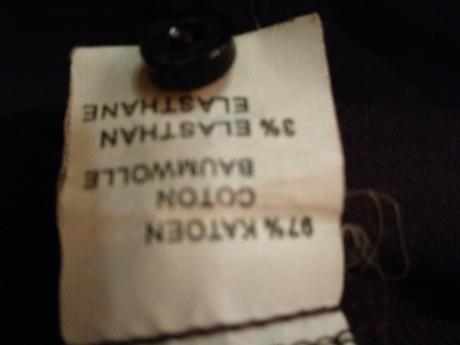 97% KATOEN
COTON
BAUMWOLLE
3% ELASTHAN
ELASTHANE